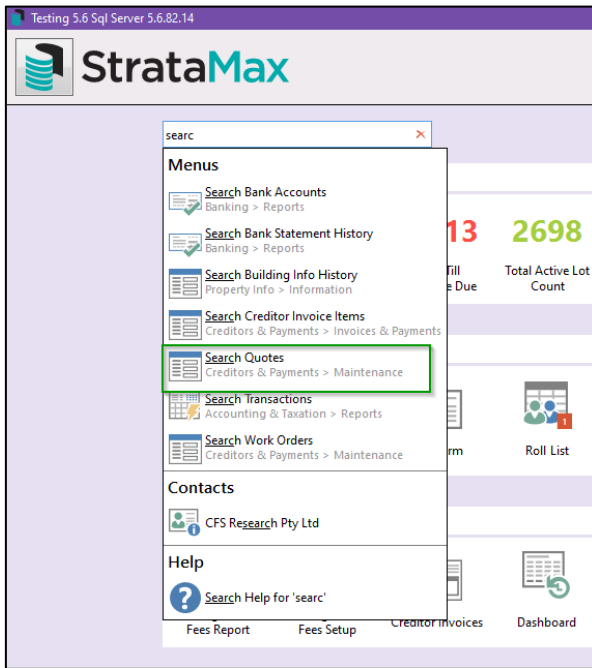 Testing 5.6 Sql Server 5.6.82.14
StrataMax
searc
Menus
Search Bank Accounts
Banking > Reports
Search Bank Statement History
Banking > Reports
Search Building Info History
Property Info > Information
Search Creditor Invoice Items
Creditors & Payments > Invoices & Payments
Search Quotes
Creditors & Payments > Maintenance
Search Transactions
Accounting & Taxation > Reports
Search Work Orders
Creditors & Payments > Maintenance
Contacts
CFS Research Pty Ltd
Help
Search Help for 'searc'
13
Till
Due
2698
Total Active Lot
Count
1
Roll List
Fees Report
Fees Setup
Creditor Invoices
Dashboard